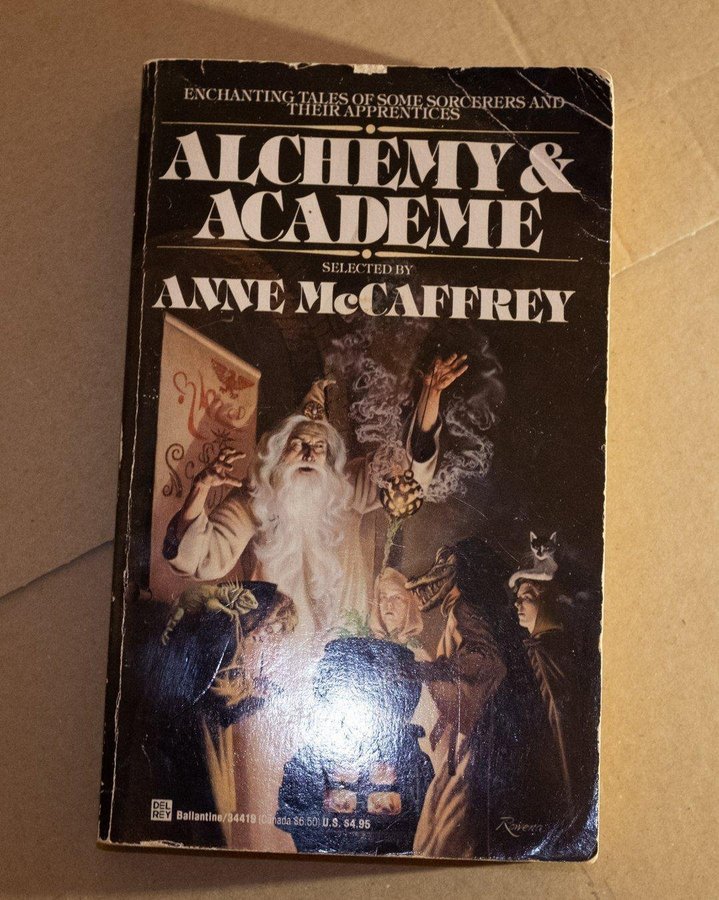 ENCHANTING TALES OF SOME SORCERERS AND
THEIR APPRENTICES
ALCHEMY &
ACADEME
SELECTED BY
ANNE McCAFFREY
DEL
REY
Ballantine/34419 (Canada $6.50) U.S. $4.95
Rowena